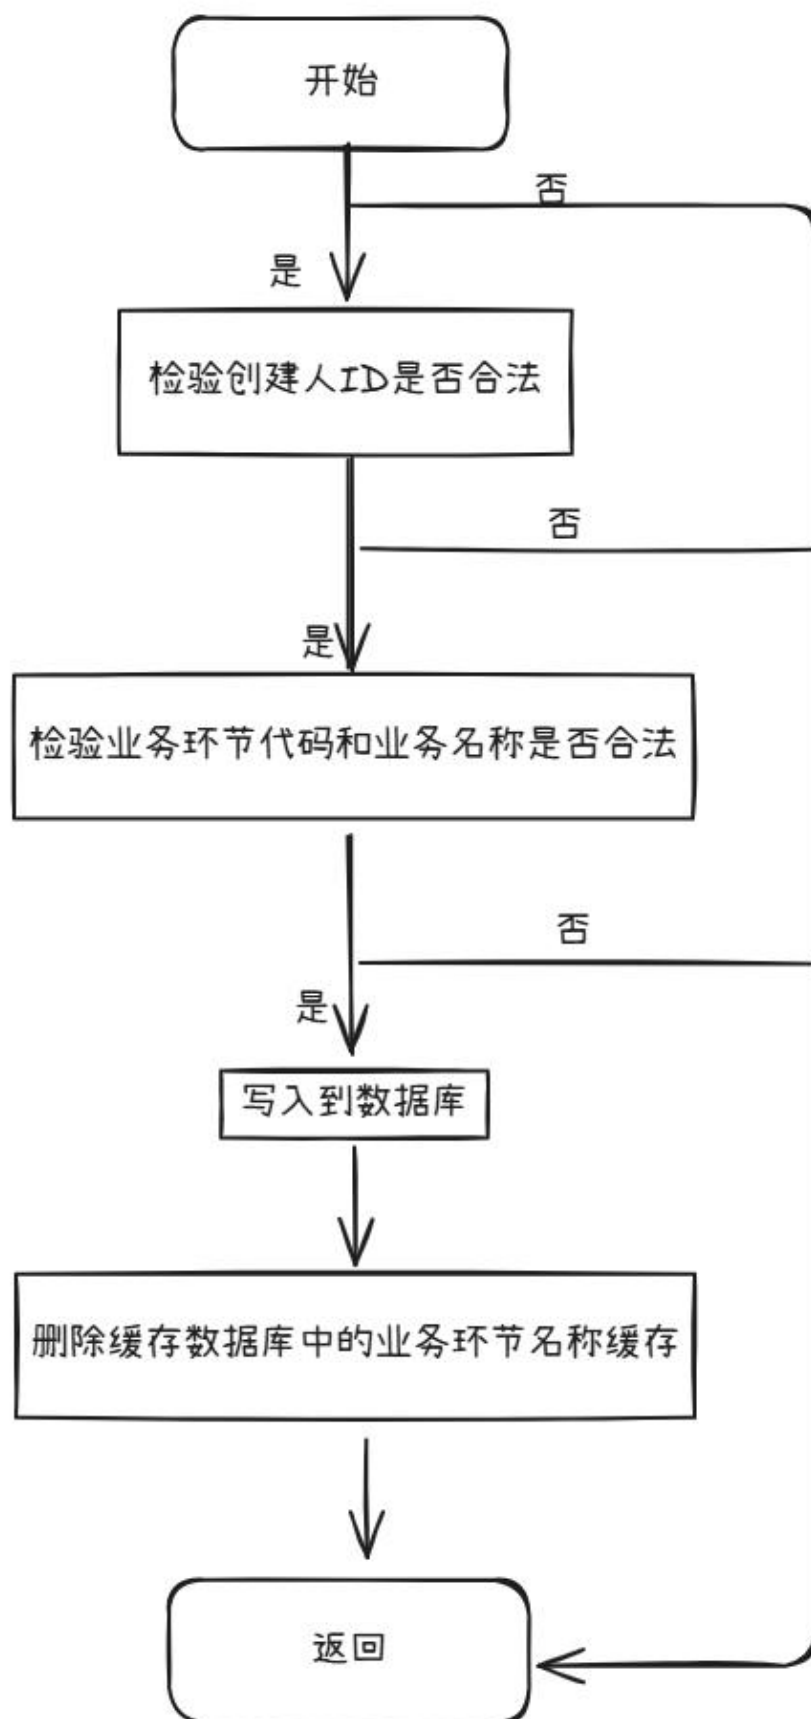 开始
否
是
检验创建人ID是否合法
否
是
检验业务环节代码和业务名称是否合法
否
是
写入到数据库
删除缓存数据库中的业务环节名称缓存
返回